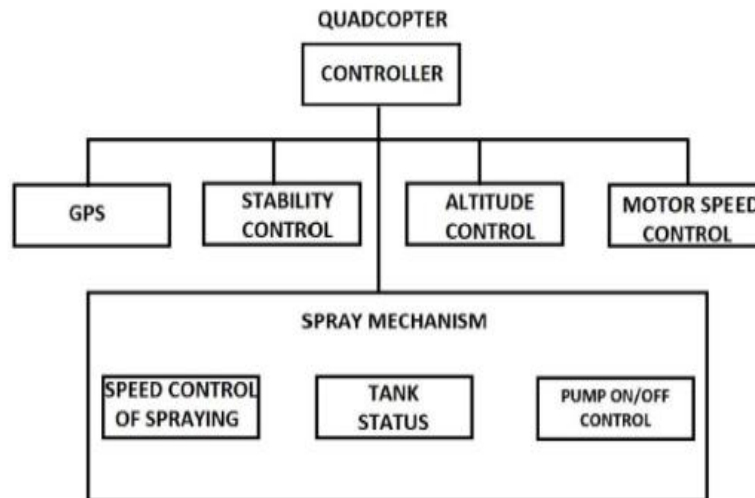 QUADCOPTER
CONTROLLER
GPS
STABILITY
CONTROL
ALTITUDE
CONTROL
MOTOR SPEED
CONTROL
SPRAY MECHANISM
SPEED CONTROL
OF SPRAYING
TANK
STATUS
PUMP ON/OFF
CONTROL